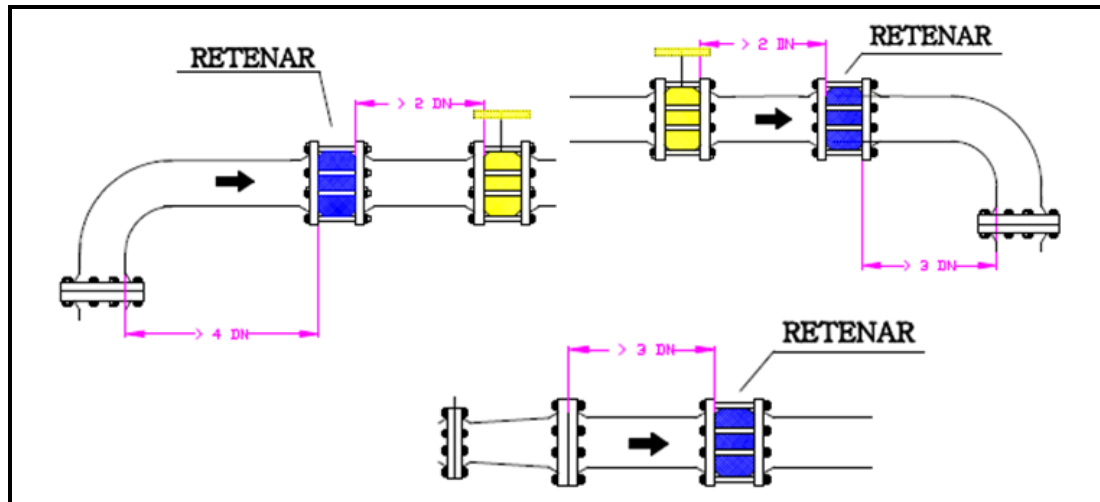 RETENAR
> 2 DN
> 4 DN
RETENAR
> 2 DN
> 3 DN
RETENAR
> 3 DN